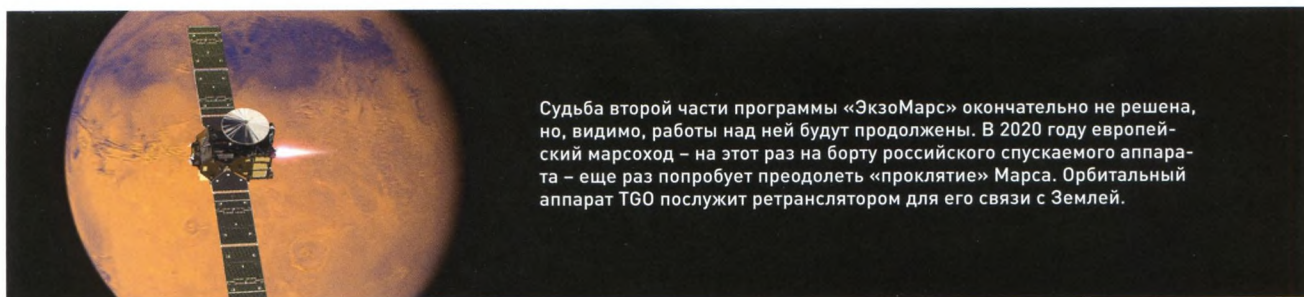 Судьба второй части программы «ЭкзоМарс» окончательно не решена,
но, видимо, работы над ней будут продолжены. В 2020 году европей-
ский марсоход – на этот раз на борту российского спускаемого аппара-
та – еще раз попробует преодолеть «проклятие» Марса. Орбитальный
аппарат TGO послужит ретранслятором для его связи с Землей.